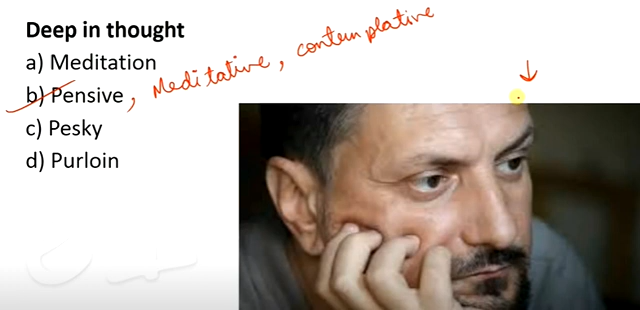 Deep in thought
a) Meditation
b) Pensive, Meditative, contemplative
c) Pesky
d) Purloin